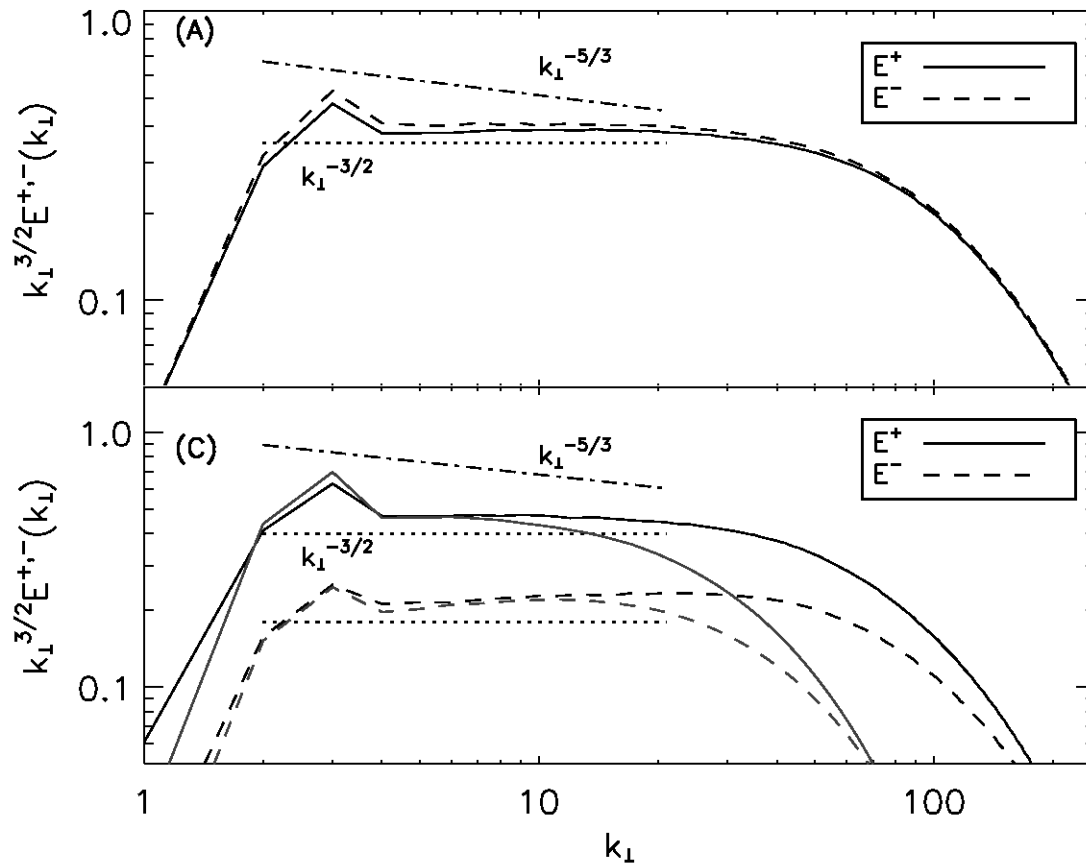 (A)
1.0
0.1
k⊥^3/2E^+,-(k⊥)
k⊥^-5/3
k⊥^-3/2
E^+
E^-
(C)
1.0
0.1
k⊥^3/2E^+,-(k⊥)
k⊥^-5/3
k⊥^-3/2
E^+
E^-
1
10
100
k⊥